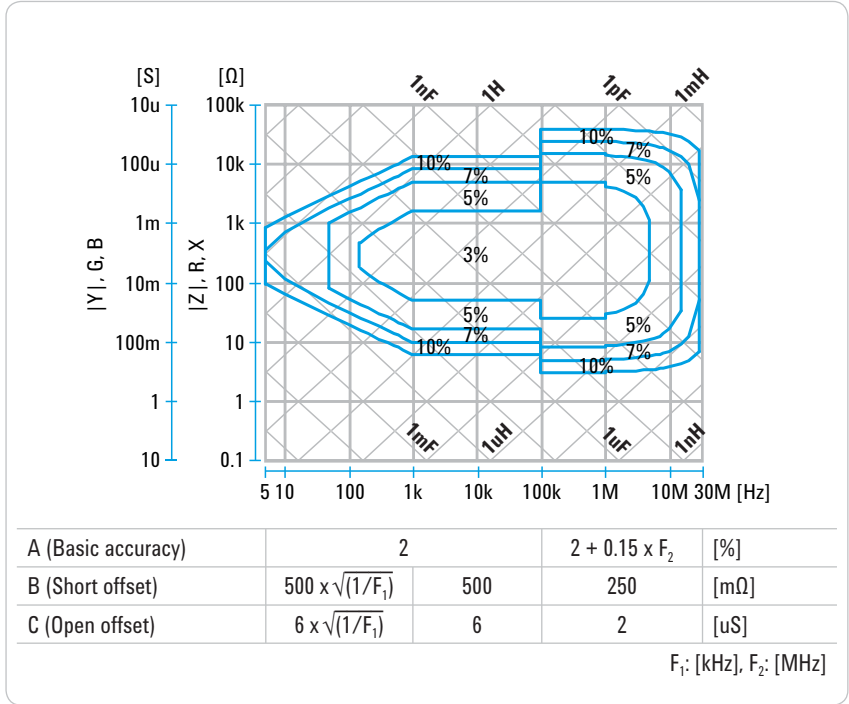 [S] [Ω] 1nF 1H 1pF 1mH
10u 100k
10% 10%
100u 10k 7%
7% 5%
5%
1m 1k
|Y|, G, B |Z|, R, X 3%
10m 100
5% 5%
100m 10 7% 7%
10% 10%
1 1
1mF 1uH 1uF 1nH
10 0.1
5 10 100 1k 10k 100k 1M 10M 30M [Hz]
A (Basic accuracy) 2 2 + 0.15 x F₂ [%]
B (Short offset) 500 x √(1/F₁) 500 250 [mΩ]
C (Open offset) 6 x √(1/F₁) 6 2 [uS]
F₁: [kHz], F₂: [MHz]